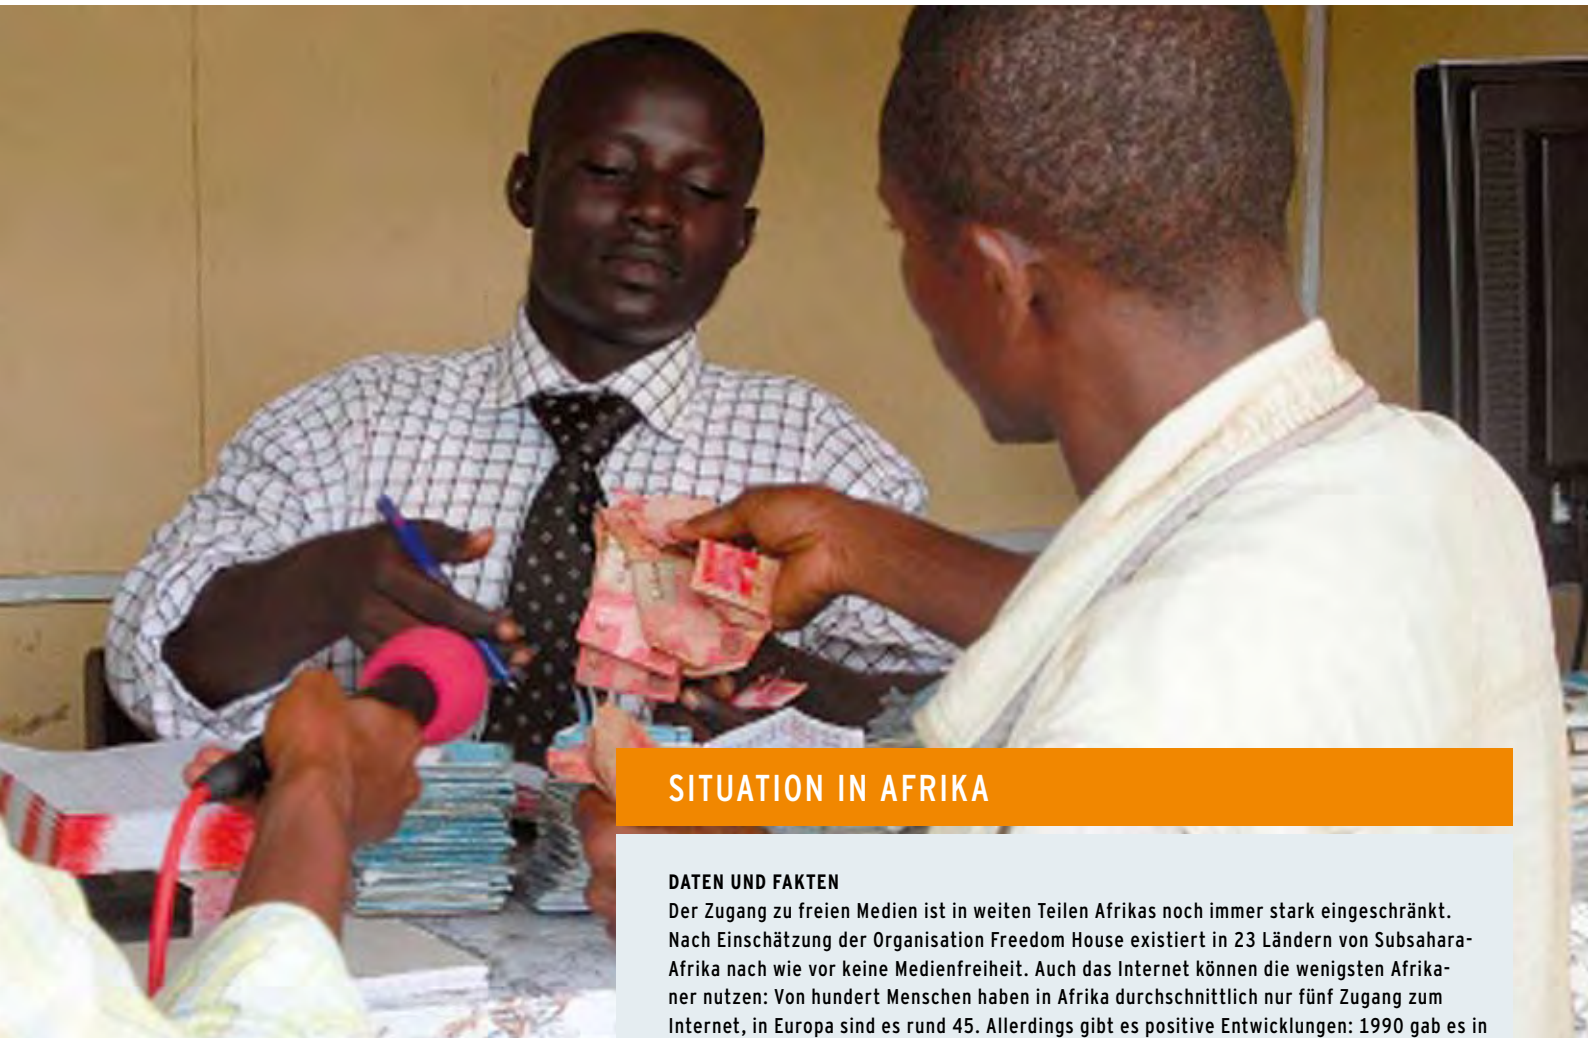 SITUATION IN AFRIKA
DATEN UND FAKTEN
Der Zugang zu freien Medien ist in weiten Teilen Afrikas noch immer stark eingeschränkt.
Nach Einschätzung der Organisation Freedom House existiert in 23 Ländern von Subsahara-
Afrika nach wie vor keine Medienfreiheit. Auch das Internet können die wenigsten Afrika-
ner nutzen: Von hundert Menschen haben in Afrika durchschnittlich nur fünf Zugang zum
Internet, in Europa sind es rund 45. Allerdings gibt es positive Entwicklungen: 1990 gab es in